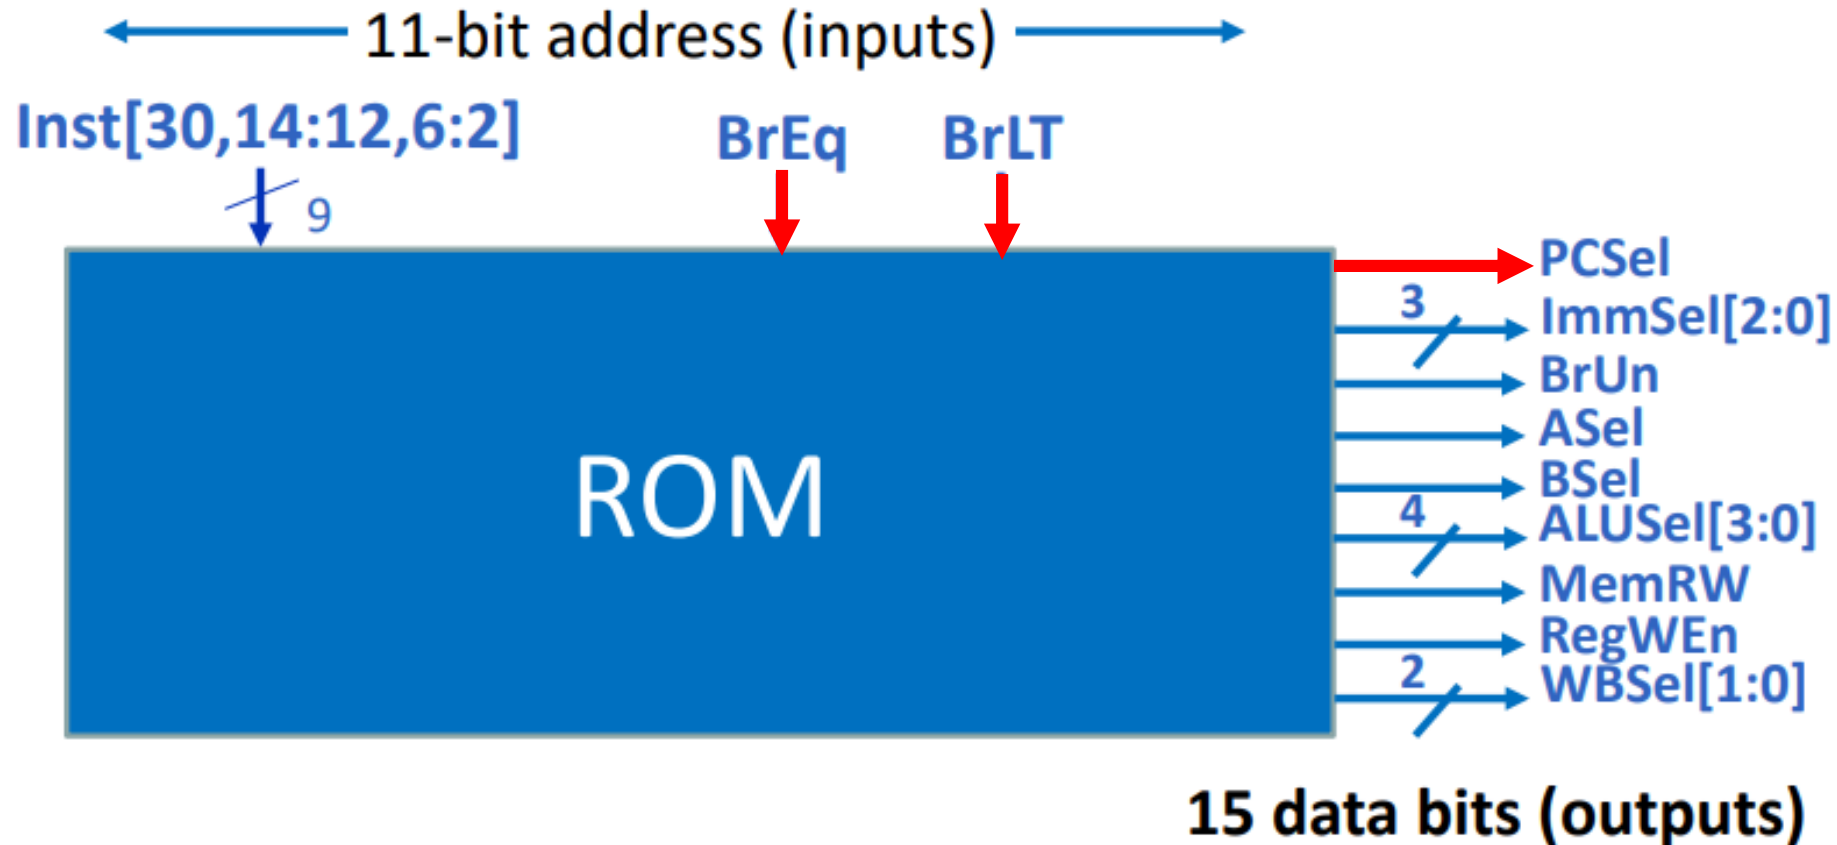 11-bit address (inputs)
Inst[30,14:12,6:2]
BrEq
BrLT
9
PCSel
3
ImmSel[2:0]
BrUn
ASel
BSel
4
ALUSel[3:0]
MemRW
RegWEn
2
WBSel[1:0]
ROM
15 data bits (outputs)